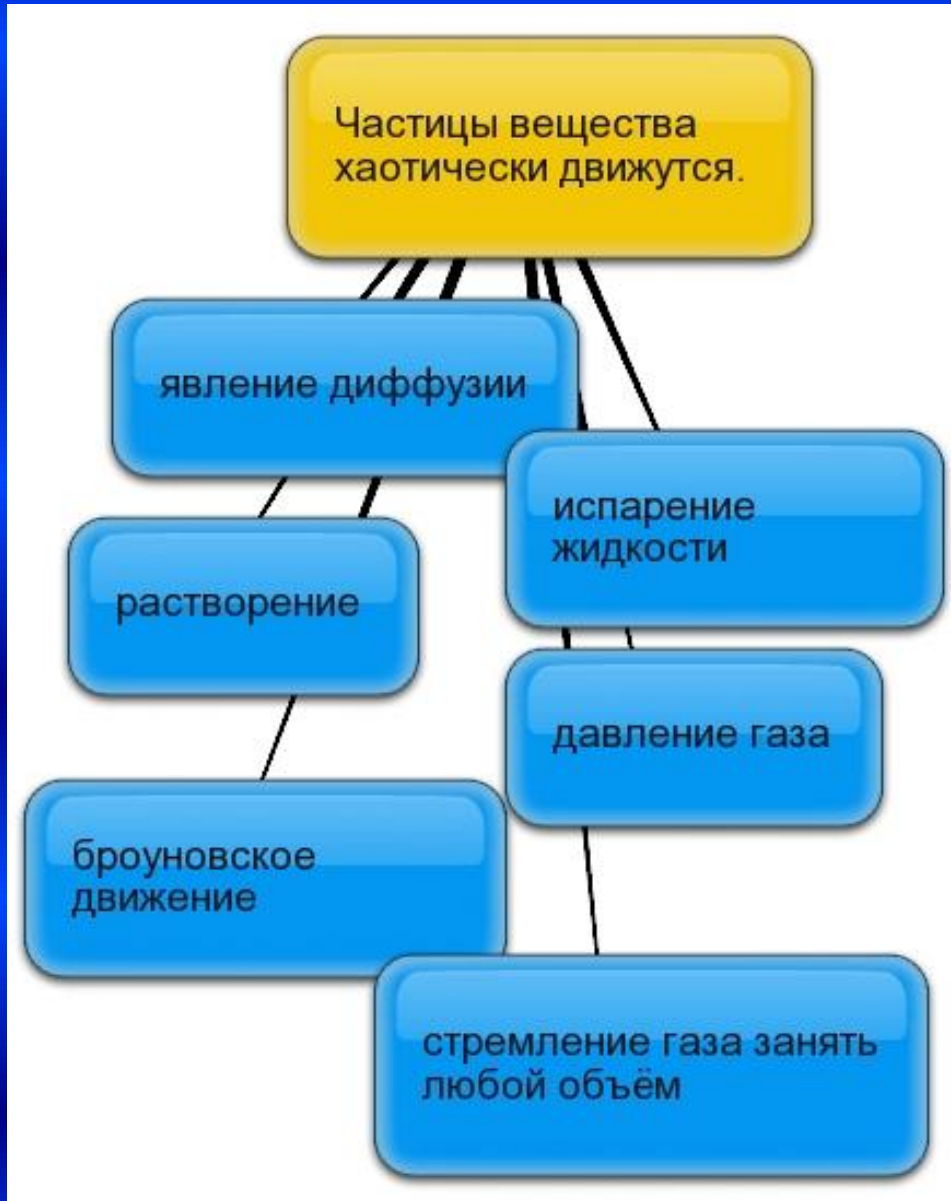 Частицы вещества
хаотически движутся.
явление диффузии
испарение
жидкости
растворение
давление газа
броуновское
движение
стремление газа занять
любой объём